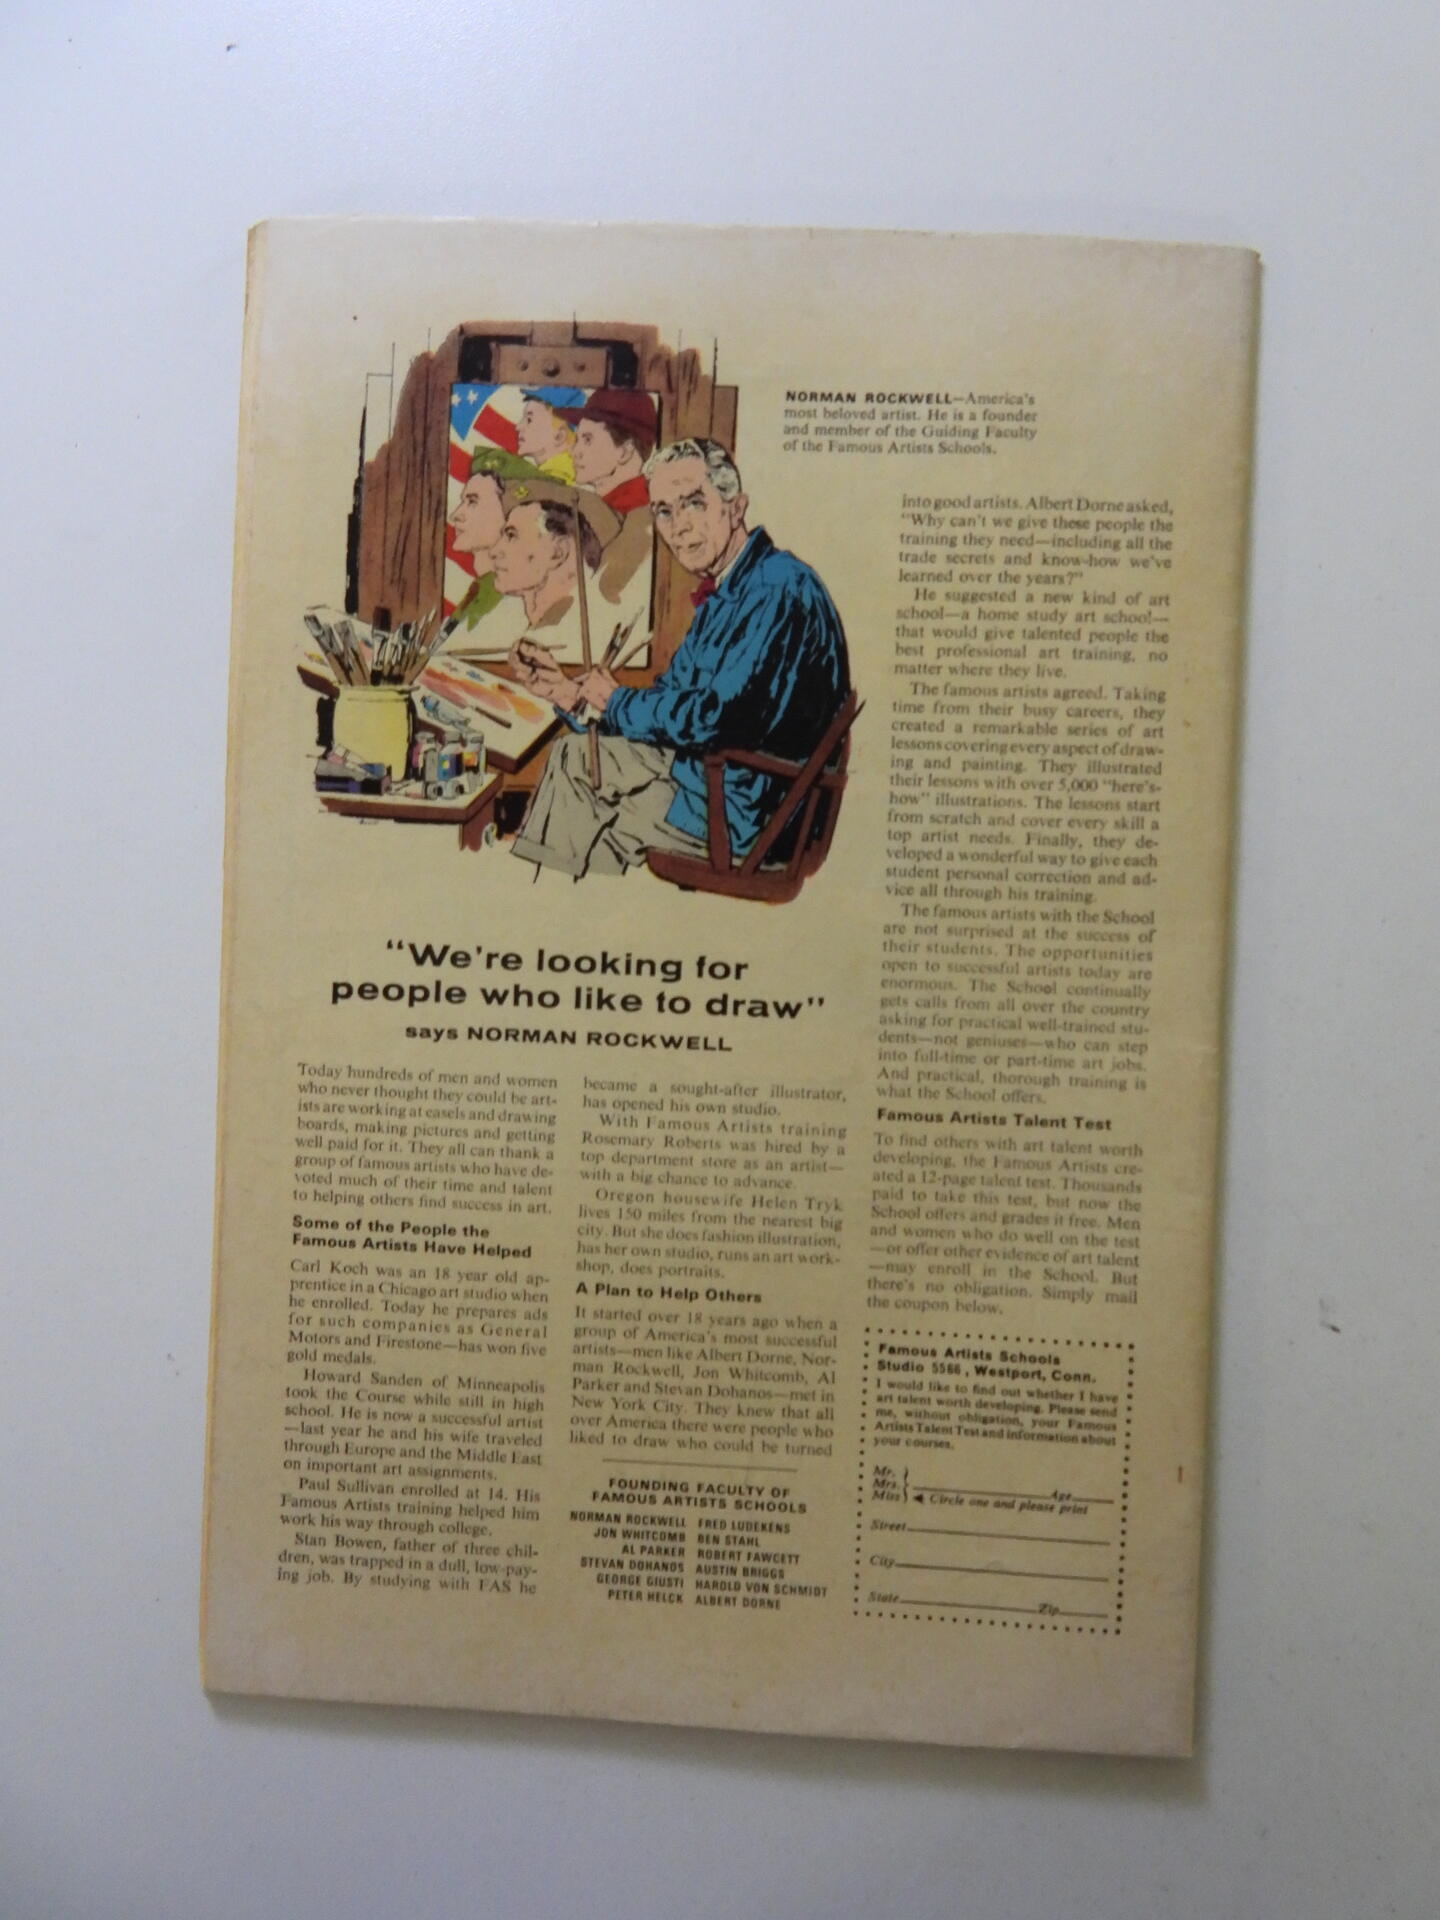 NORMAN ROCKWELL—America's
most beloved artist. He is a founder
and member of the Guiding Faculty
of the Famous Artists Schools.
"We're looking for
people who like to draw"
says NORMAN ROCKWELL
Today hundreds of men and women
who never thought they could be art-
ists are working at easels and drawing
boards, making pictures and getting
well paid for it. They all can thank a
group of famous artists who have de-
voted much of their time and talent
to helping others find success in art.
Some of the People the
Famous Artists Have Helped
Carl Koch was an 18 year old ap-
prentice in a Chicago art studio when
he enrolled. Today he prepares ads
for such companies as General
Motors and Firestone—has won five
gold medals.
Howard Sanden of Minneapolis
took the Course while still in high
school. He is now a successful artist
—last year he and his wife traveled
through Europe and the Middle East
on important art assignments.
Paul Sullivan enrolled at 14. His
Famous Artists training helped him
work his way through college.
Stan Bowen, father of three chil-
dren, was trapped in a dull, low-pay-
ing job. By studying with FAS he
became a sought-after illustrator,
has opened his own studio.
With Famous Artists training
Rosemary Roberts was hired by a
top department store as an artist—
with a big chance to advance.
Oregon housewife Helen Tryk
lives 150 miles from the nearest big
city. But she does fashion illustration,
has her own studio, runs an art work-
shop, does portraits.
A Plan to Help Others
It started over 18 years ago when a
group of America's most successful
artists—men like Albert Dorne, Nor-
man Rockwell, Jon Whitcomb, Al
Parker and Stevan Dohanos—met in
New York City. They knew that all
over America there were people who
liked to draw who could be turned
into good artists. Albert Dorne asked,
"Why can't we give these people the
training they need—including all the
trade secrets and know-how we've
learned over the years?"
He suggested a new kind of art
school—a home study art school—
that would give talented people the
best professional art training, no
matter where they live.
The famous artists agreed. Taking
time from their busy careers, they
created a remarkable series of art
lessons covering every aspect of draw-
ing and painting. They illustrated
their lessons with over 5,000 "here's-
how" illustrations. The lessons start
from scratch and cover every skill a
top artist needs. Finally, they de-
veloped a wonderful way to give each
student personal correction and ad-
vice all through his training.
The famous artists with the School
are not surprised at the success of
their students. The opportunities
open to successful artists today are
enormous. The School continually
gets calls from all over the country
asking for practical well-trained stu-
dents—not geniuses—who can step
into full-time or part-time art jobs.
And practical, thorough training is
what the School offers.
Famous Artists Talent Test
To find others with art talent worth
developing, the Famous Artists cre-
ated a 12-page talent test. Thousands
paid to take this test, but now the
School offers and grades it free. Men
and women who do well on the test
—or offer other evidence of art talent
—may enroll in the School. But
there's no obligation. Simply mail
the coupon below.
FOUNDING FACULTY OF
FAMOUS ARTISTS SCHOOLS
NORMAN ROCKWELL FRED LUDEKENS
JON WHITCOMB BEN STAHL
AL PARKER ROBERT FAWCETT
STEVAN DOHANOS AUSTIN BRIGGS
GEORGE GIUSTI HAROLD VON SCHMIDT
PETER HELCK ALBERT DORNE
Famous Artists Schools
Studio 5566, Westport, Conn.
I would like to find out whether I have
art talent worth developing. Please send
me, without obligation, your Famous
Artists Talent Test and information about
your courses.
Mr.
Mrs. Age
Miss Circle one and please print
Street
City
State Zip